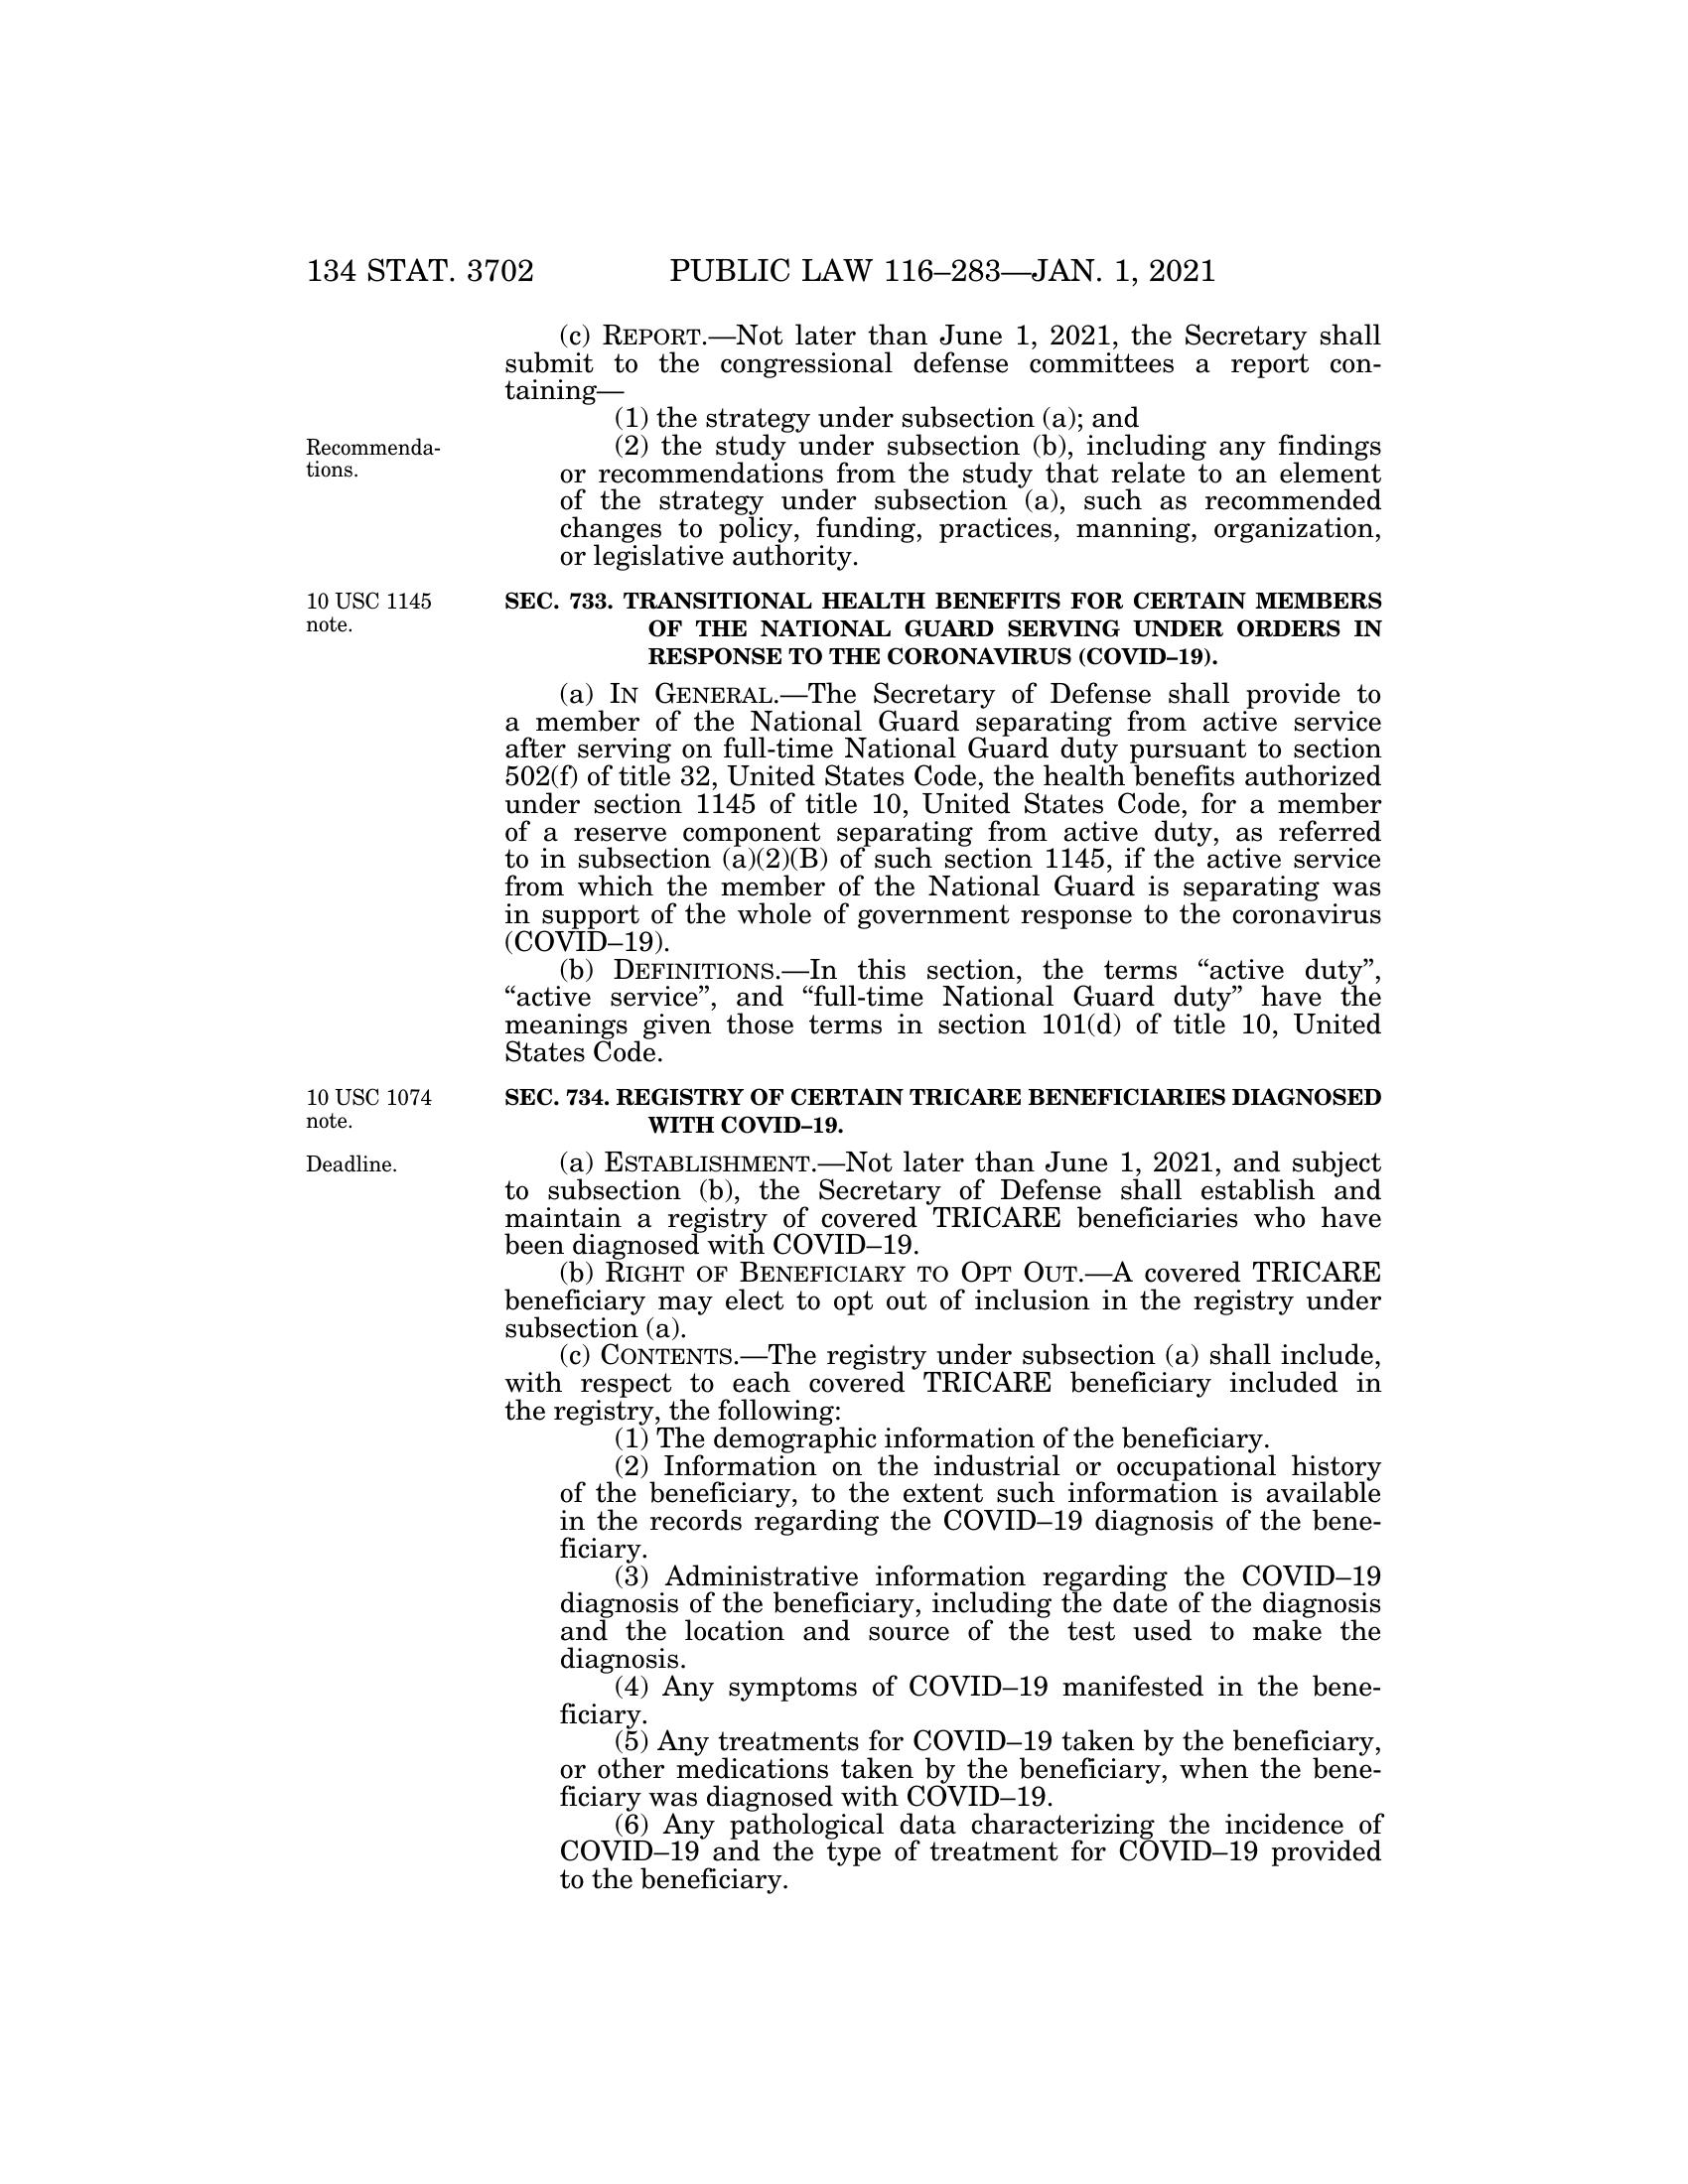 134 STAT. 3702 PUBLIC LAW 116–283—JAN. 1, 2021
(c) REPORT.—Not later than June 1, 2021, the Secretary shall
submit to the congressional defense committees a report con-
taining—
(1) the strategy under subsection (a); and
Recommenda-
tions.
(2) the study under subsection (b), including any findings
or recommendations from the study that relate to an element
of the strategy under subsection (a), such as recommended
changes to policy, funding, practices, manning, organization,
or legislative authority.
10 USC 1145
note.
SEC. 733. TRANSITIONAL HEALTH BENEFITS FOR CERTAIN MEMBERS
OF THE NATIONAL GUARD SERVING UNDER ORDERS IN
RESPONSE TO THE CORONAVIRUS (COVID–19).
(a) IN GENERAL.—The Secretary of Defense shall provide to
a member of the National Guard separating from active service
after serving on full-time National Guard duty pursuant to section
502(f) of title 32, United States Code, the health benefits authorized
under section 1145 of title 10, United States Code, for a member
of a reserve component separating from active duty, as referred
to in subsection (a)(2)(B) of such section 1145, if the active service
from which the member of the National Guard is separating was
in support of the whole of government response to the coronavirus
(COVID–19).
(b) DEFINITIONS.—In this section, the terms “active duty”,
“active service”, and “full-time National Guard duty” have the
meanings given those terms in section 101(d) of title 10, United
States Code.
10 USC 1074
note.
SEC. 734. REGISTRY OF CERTAIN TRICARE BENEFICIARIES DIAGNOSED
WITH COVID–19.
Deadline.
(a) ESTABLISHMENT.—Not later than June 1, 2021, and subject
to subsection (b), the Secretary of Defense shall establish and
maintain a registry of covered TRICARE beneficiaries who have
been diagnosed with COVID–19.
(b) RIGHT OF BENEFICIARY TO OPT OUT.—A covered TRICARE
beneficiary may elect to opt out of inclusion in the registry under
subsection (a).
(c) CONTENTS.—The registry under subsection (a) shall include,
with respect to each covered TRICARE beneficiary included in
the registry, the following:
(1) The demographic information of the beneficiary.
(2) Information on the industrial or occupational history
of the beneficiary, to the extent such information is available
in the records regarding the COVID–19 diagnosis of the bene-
ficiary.
(3) Administrative information regarding the COVID–19
diagnosis of the beneficiary, including the date of the diagnosis
and the location and source of the test used to make the
diagnosis.
(4) Any symptoms of COVID–19 manifested in the bene-
ficiary.
(5) Any treatments for COVID–19 taken by the beneficiary,
or other medications taken by the beneficiary, when the bene-
ficiary was diagnosed with COVID–19.
(6) Any pathological data characterizing the incidence of
COVID–19 and the type of treatment for COVID–19 provided
to the beneficiary.